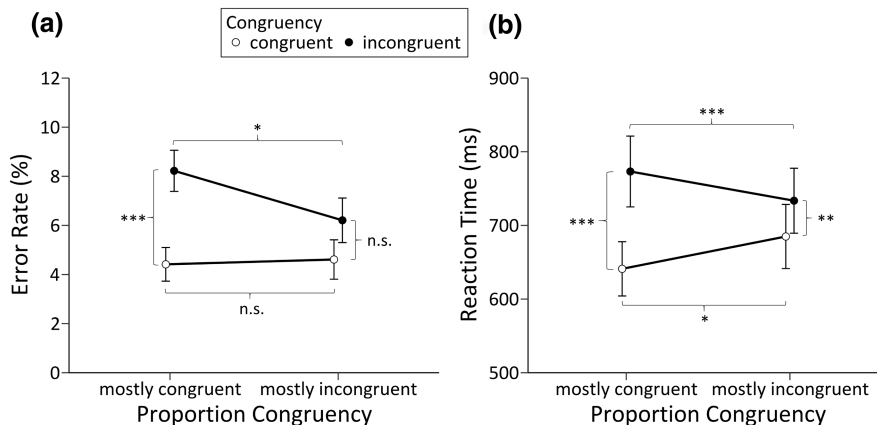 (a)
Congruency
congruent incongruent
(b)
12
10
8
6
4
2
0
Error Rate (%)
*
***
n.s.
n.s.
mostly congruent mostly incongruent
Proportion Congruency
900
800
700
600
500
Reaction Time (ms)
***
***
**
*
mostly congruent mostly incongruent
Proportion Congruency